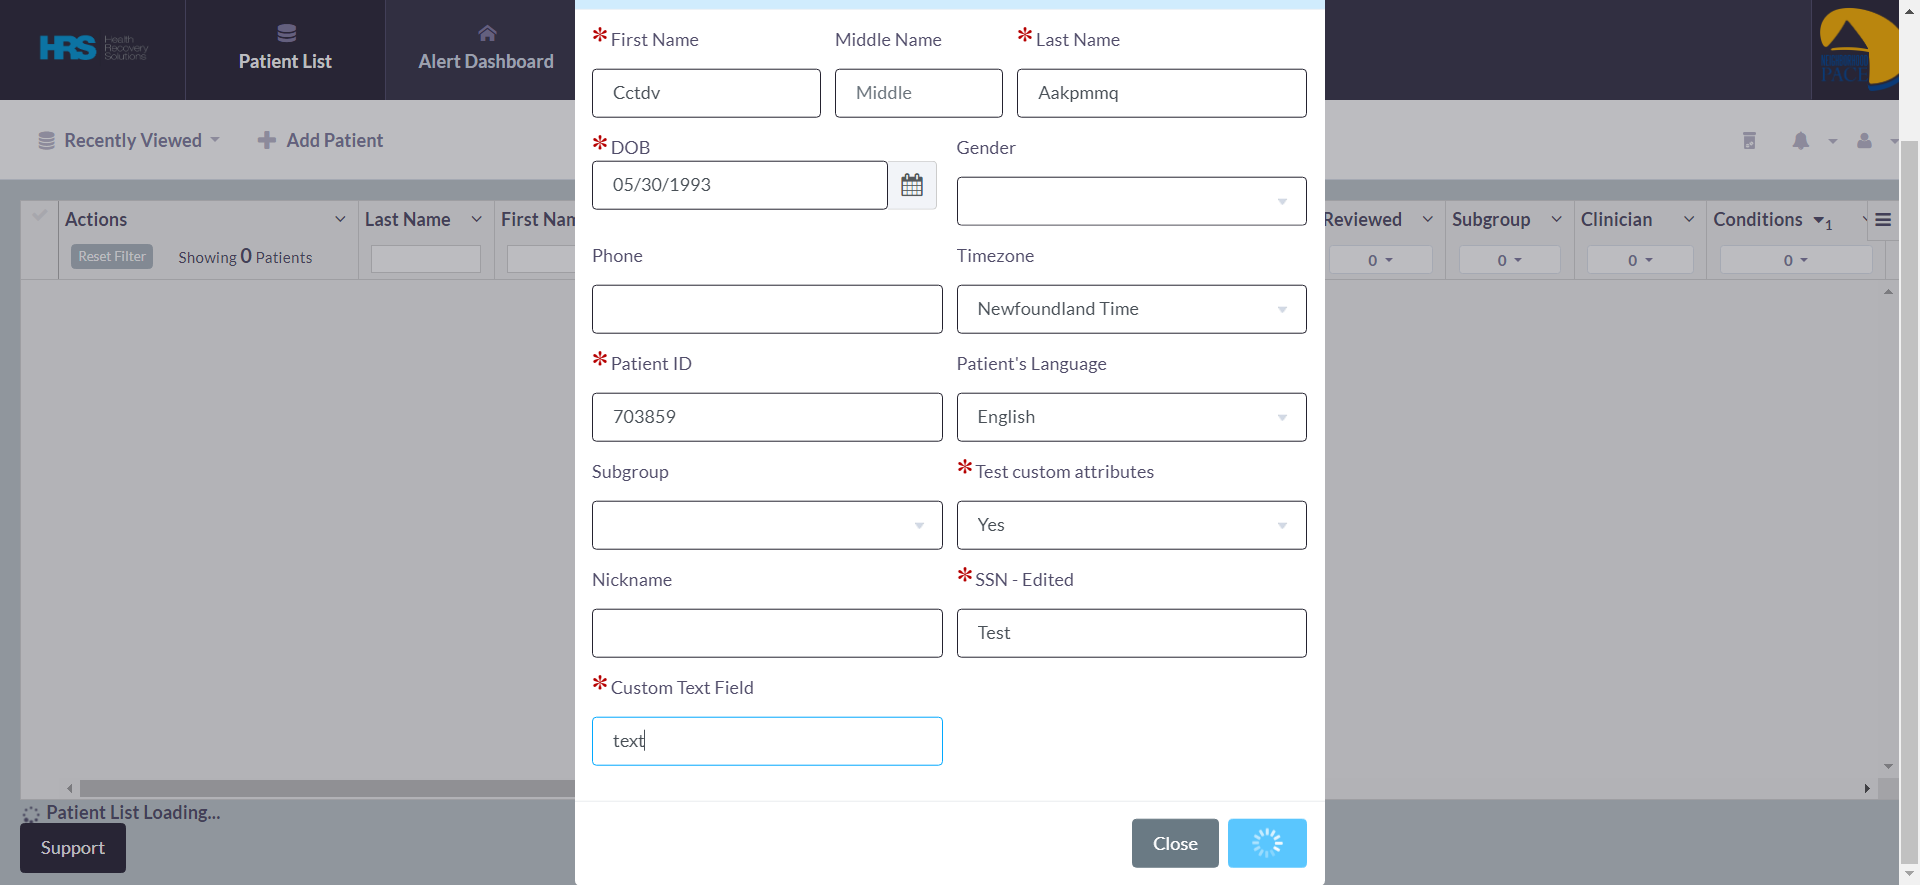 HRS Health Recovery Solutions
Patient List
Alert Dashboard
PACE
Recently Viewed
Add Patient
Actions
Last Name
First Nam
Reviewed
Subgroup
Clinician
Conditions 1
Reset Filter
Showing 0 Patients
0
0
0
0
* First Name
Middle Name
* Last Name
Cctdv
Middle
Aakpmmq
* DOB
Gender
05/30/1993
Phone
Timezone
Newfoundland Time
* Patient ID
Patient's Language
703859
English
Subgroup
* Test custom attributes
Yes
Nickname
* SSN - Edited
Test
* Custom Text Field
text
Patient List Loading...
Support
Close